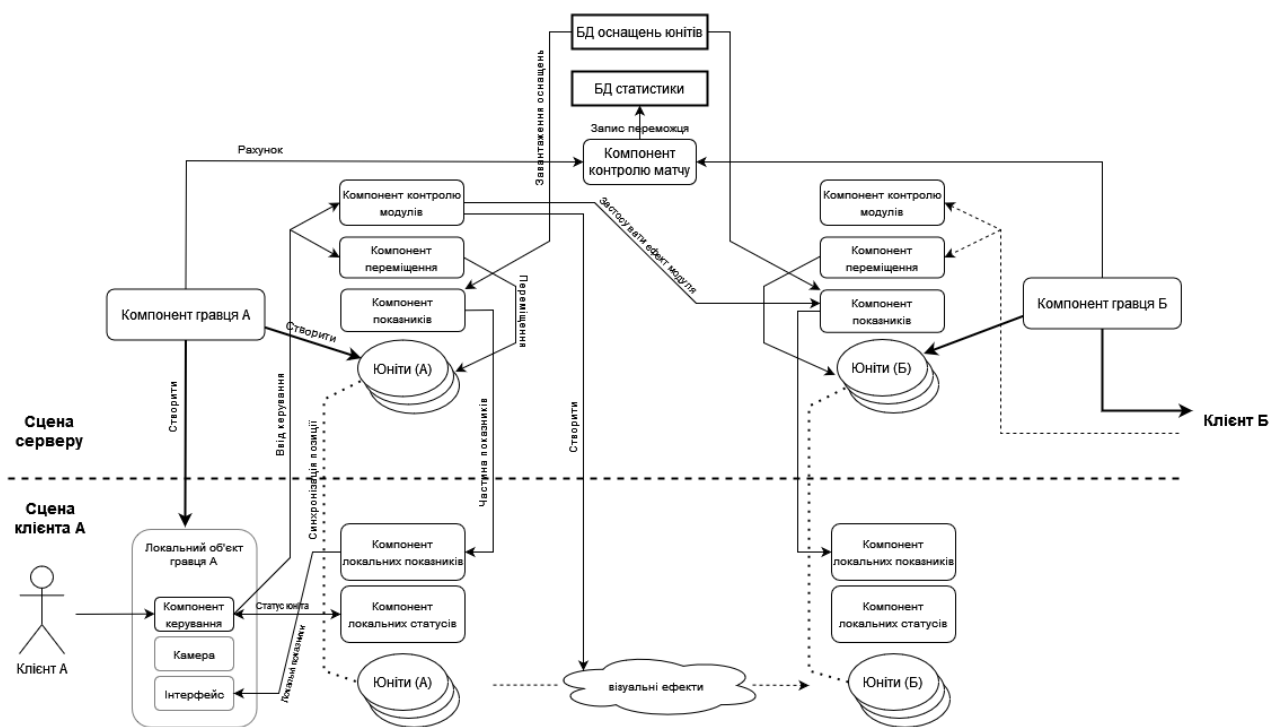 БД оснащень юнітів
БД статистики
Завантаження оснащень
Запис переможця
Рахунок
Компонент
контролю матчу
Компонент контролю
модулів
Компонент контролю
модулів
Застосувати ефект модуля
Компонент
переміщення
Компонент
переміщення
Переміщення
Компонент гравця А
Компонент
показників
Компонент
показників
Компонент гравця Б
Створити
Юніти (А)
Юніти (Б)
Створити
Ввід керування
Синхронізація позиції
Частина показників
Створити
Сцена
серверу
Клієнт Б
Сцена
клієнта А
Локальний об'єкт
гравця А
Компонент
локальних показників
Компонент
локальних показників
Компонент
керування
Статус юніта
Компонент
локальних статусів
Компонент
локальних статусів
Клієнт А
Камера
Локальні показники
Інтерфейс
Юніти (А)
візуальні ефекти
Юніти (Б)